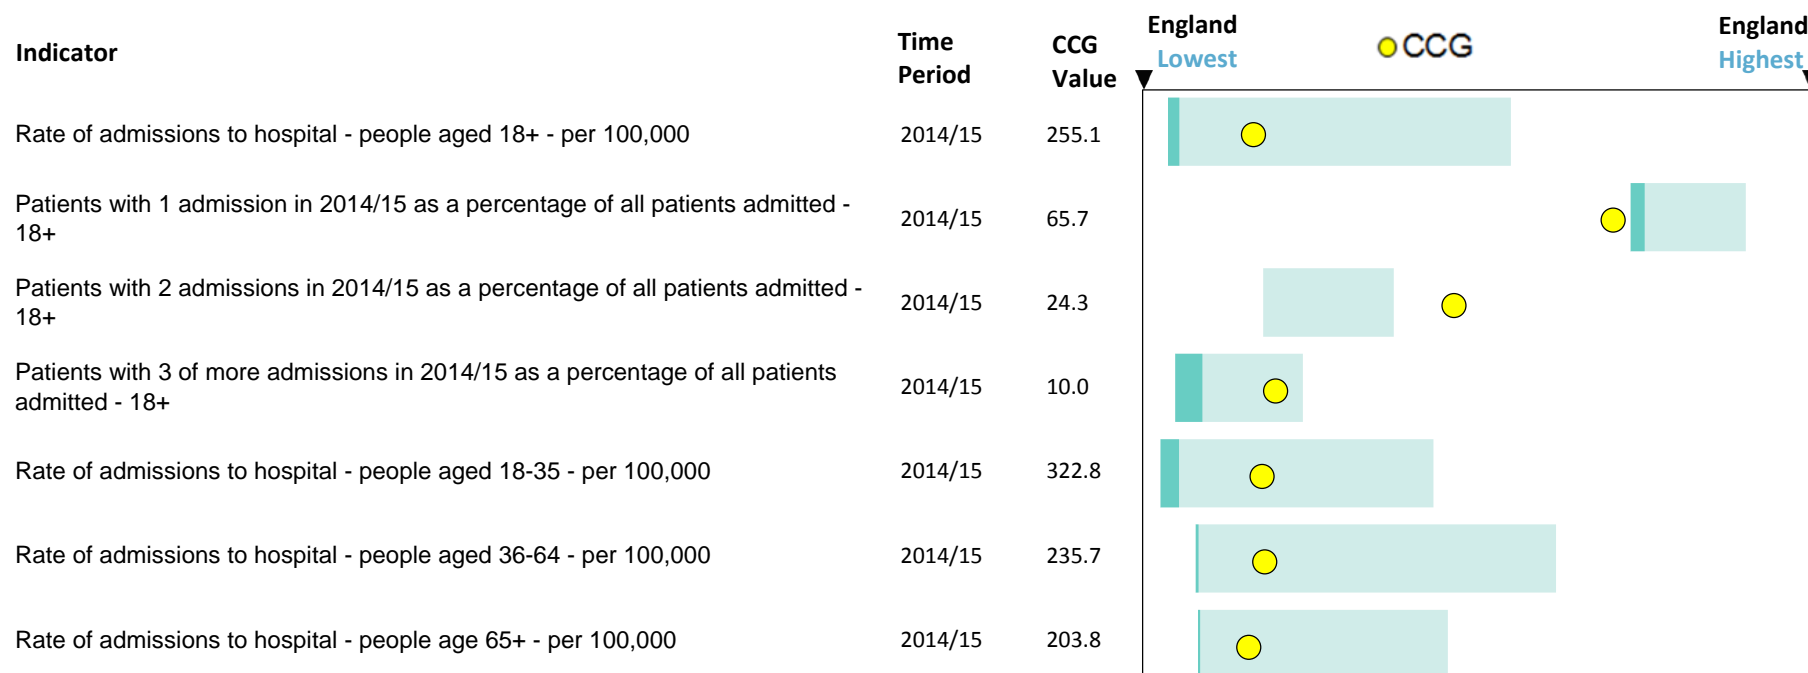 Indicator
Time Period
CCG Value
England Lowest
CCG
England Highest
Rate of admissions to hospital - people aged 18+ - per 100,000 2014/15 255.1
Patients with 1 admission in 2014/15 as a percentage of all patients admitted -
18+
2014/15 65.7
Patients with 2 admissions in 2014/15 as a percentage of all patients admitted -
18+
2014/15 24.3
Patients with 3 of more admissions in 2014/15 as a percentage of all patients
admitted - 18+
2014/15 10.0
Rate of admissions to hospital - people aged 18-35 - per 100,000 2014/15 322.8
Rate of admissions to hospital - people aged 36-64 - per 100,000 2014/15 235.7
Rate of admissions to hospital - people age 65+ - per 100,000 2014/15 203.8